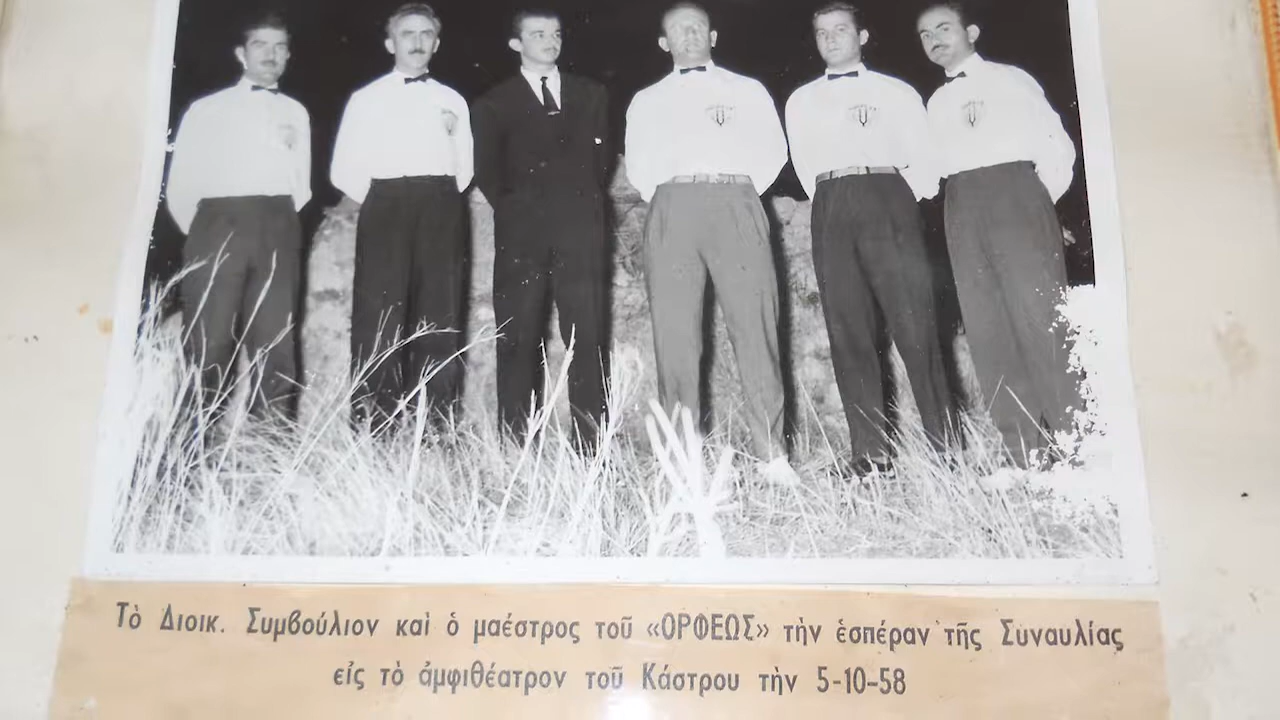 Τὸ Διοικ. Συμβούλιον καὶ ὁ μαέστρος τοῦ «ΟΡΦΕΩΣ» τὴν ἑσπέραν τῆς Συναυλίας
εἰς τὸ ἀμφιθέατρον τοῦ Κάστρου τὴν 5-10-58